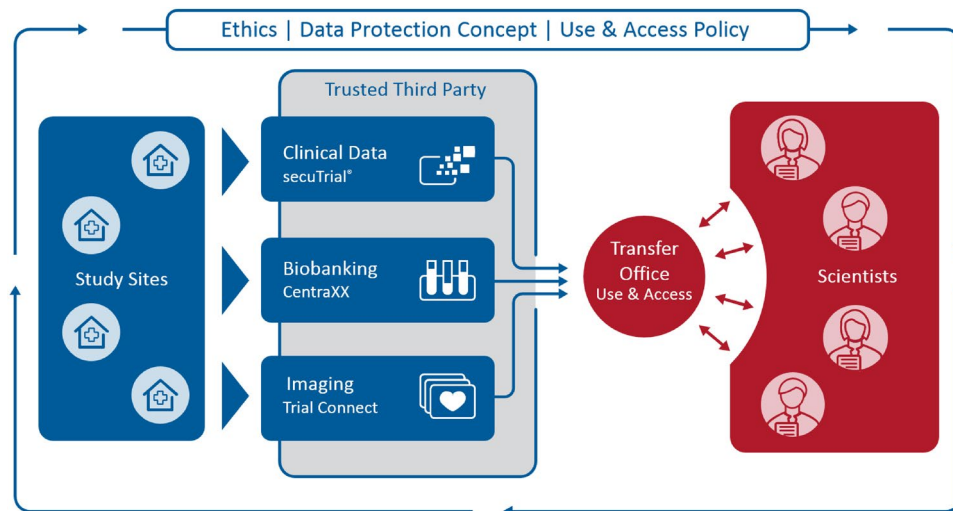 Ethics | Data Protection Concept | Use & Access Policy
Trusted Third Party
Study Sites
Clinical Data
secuTrial®
Biobanking
CentraXX
Imaging
Trial Connect
Transfer
Office
Use & Access
Scientists